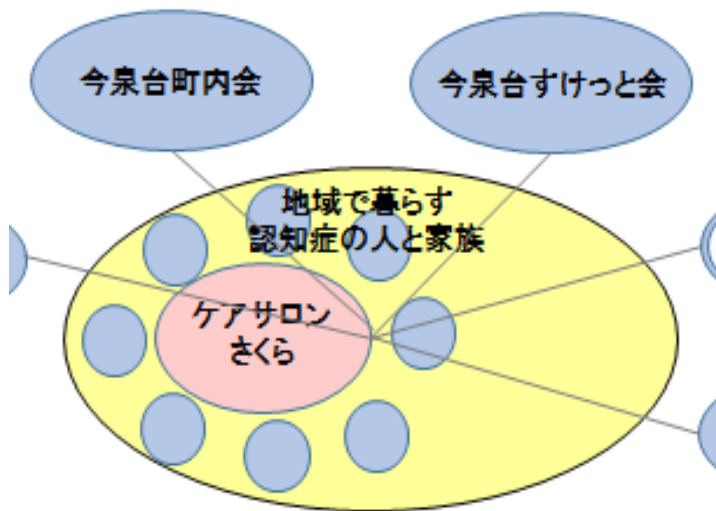 今泉台町内会
今泉台すけっと会
地域で暮らす
認知症の人と家族
ケアサロン
さくら